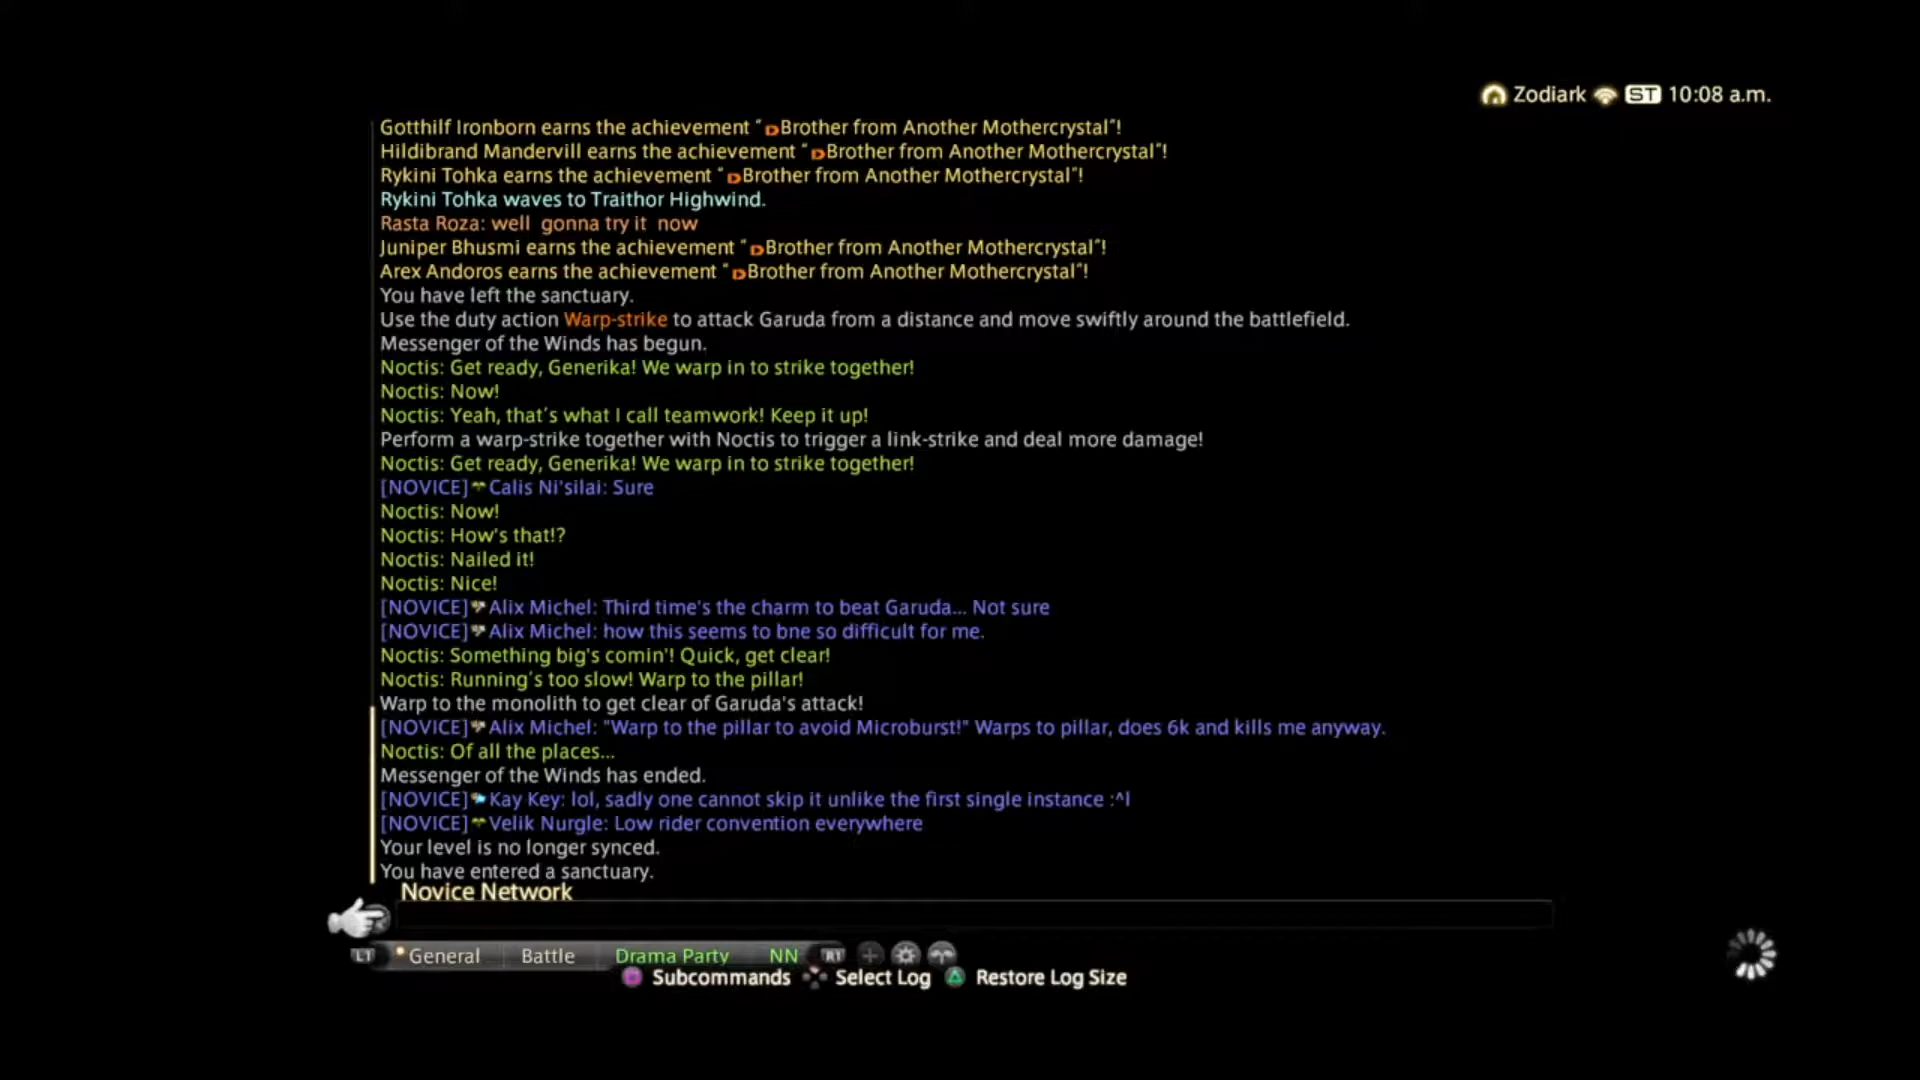 Zodiark ST 10:08 a.m.
Gotthilf Ironborn earns the achievement "Brother from Another Mothercrystal"!
Hildibrand Mandervill earns the achievement "Brother from Another Mothercrystal"!
Rykini Tohka earns the achievement "Brother from Another Mothercrystal"!
Rykini Tohka waves to Traithor Highwind.
Rasta Roza: well gonna try it now
Juniper Bhusmi earns the achievement "Brother from Another Mothercrystal"!
Arex Andoros earns the achievement "Brother from Another Mothercrystal"!
You have left the sanctuary.
Use the duty action Warp-strike to attack Garuda from a distance and move swiftly around the battlefield.
Messenger of the Winds has begun.
Noctis: Get ready, Generika! We warp in to strike together!
Noctis: Now!
Noctis: Yeah, that's what I call teamwork! Keep it up!
Perform a warp-strike together with Noctis to trigger a link-strike and deal more damage!
Noctis: Get ready, Generika! We warp in to strike together!
[NOVICE]Calis Ni'silai: Sure
Noctis: Now!
Noctis: How's that!?
Noctis: Nailed it!
Noctis: Nice!
[NOVICE]Alix Michel: Third time's the charm to beat Garuda... Not sure
[NOVICE]Alix Michel: how this seems to bne so difficult for me.
Noctis: Something big's comin'! Quick, get clear!
Noctis: Running's too slow! Warp to the pillar!
Warp to the monolith to get clear of Garuda's attack!
[NOVICE]Alix Michel: "Warp to the pillar to avoid Microburst!" Warps to pillar, does 6k and kills me anyway.
Noctis: Of all the places...
Messenger of the Winds has ended.
[NOVICE]Kay Key: lol, sadly one cannot skip it unlike the first single instance :^l
[NOVICE]Velik Nurgle: Low rider convention everywhere
Your level is no longer synced.
You have entered a sanctuary.
Novice Network
L1 General Battle Drama Party NN R1
Subcommands Select Log Restore Log Size